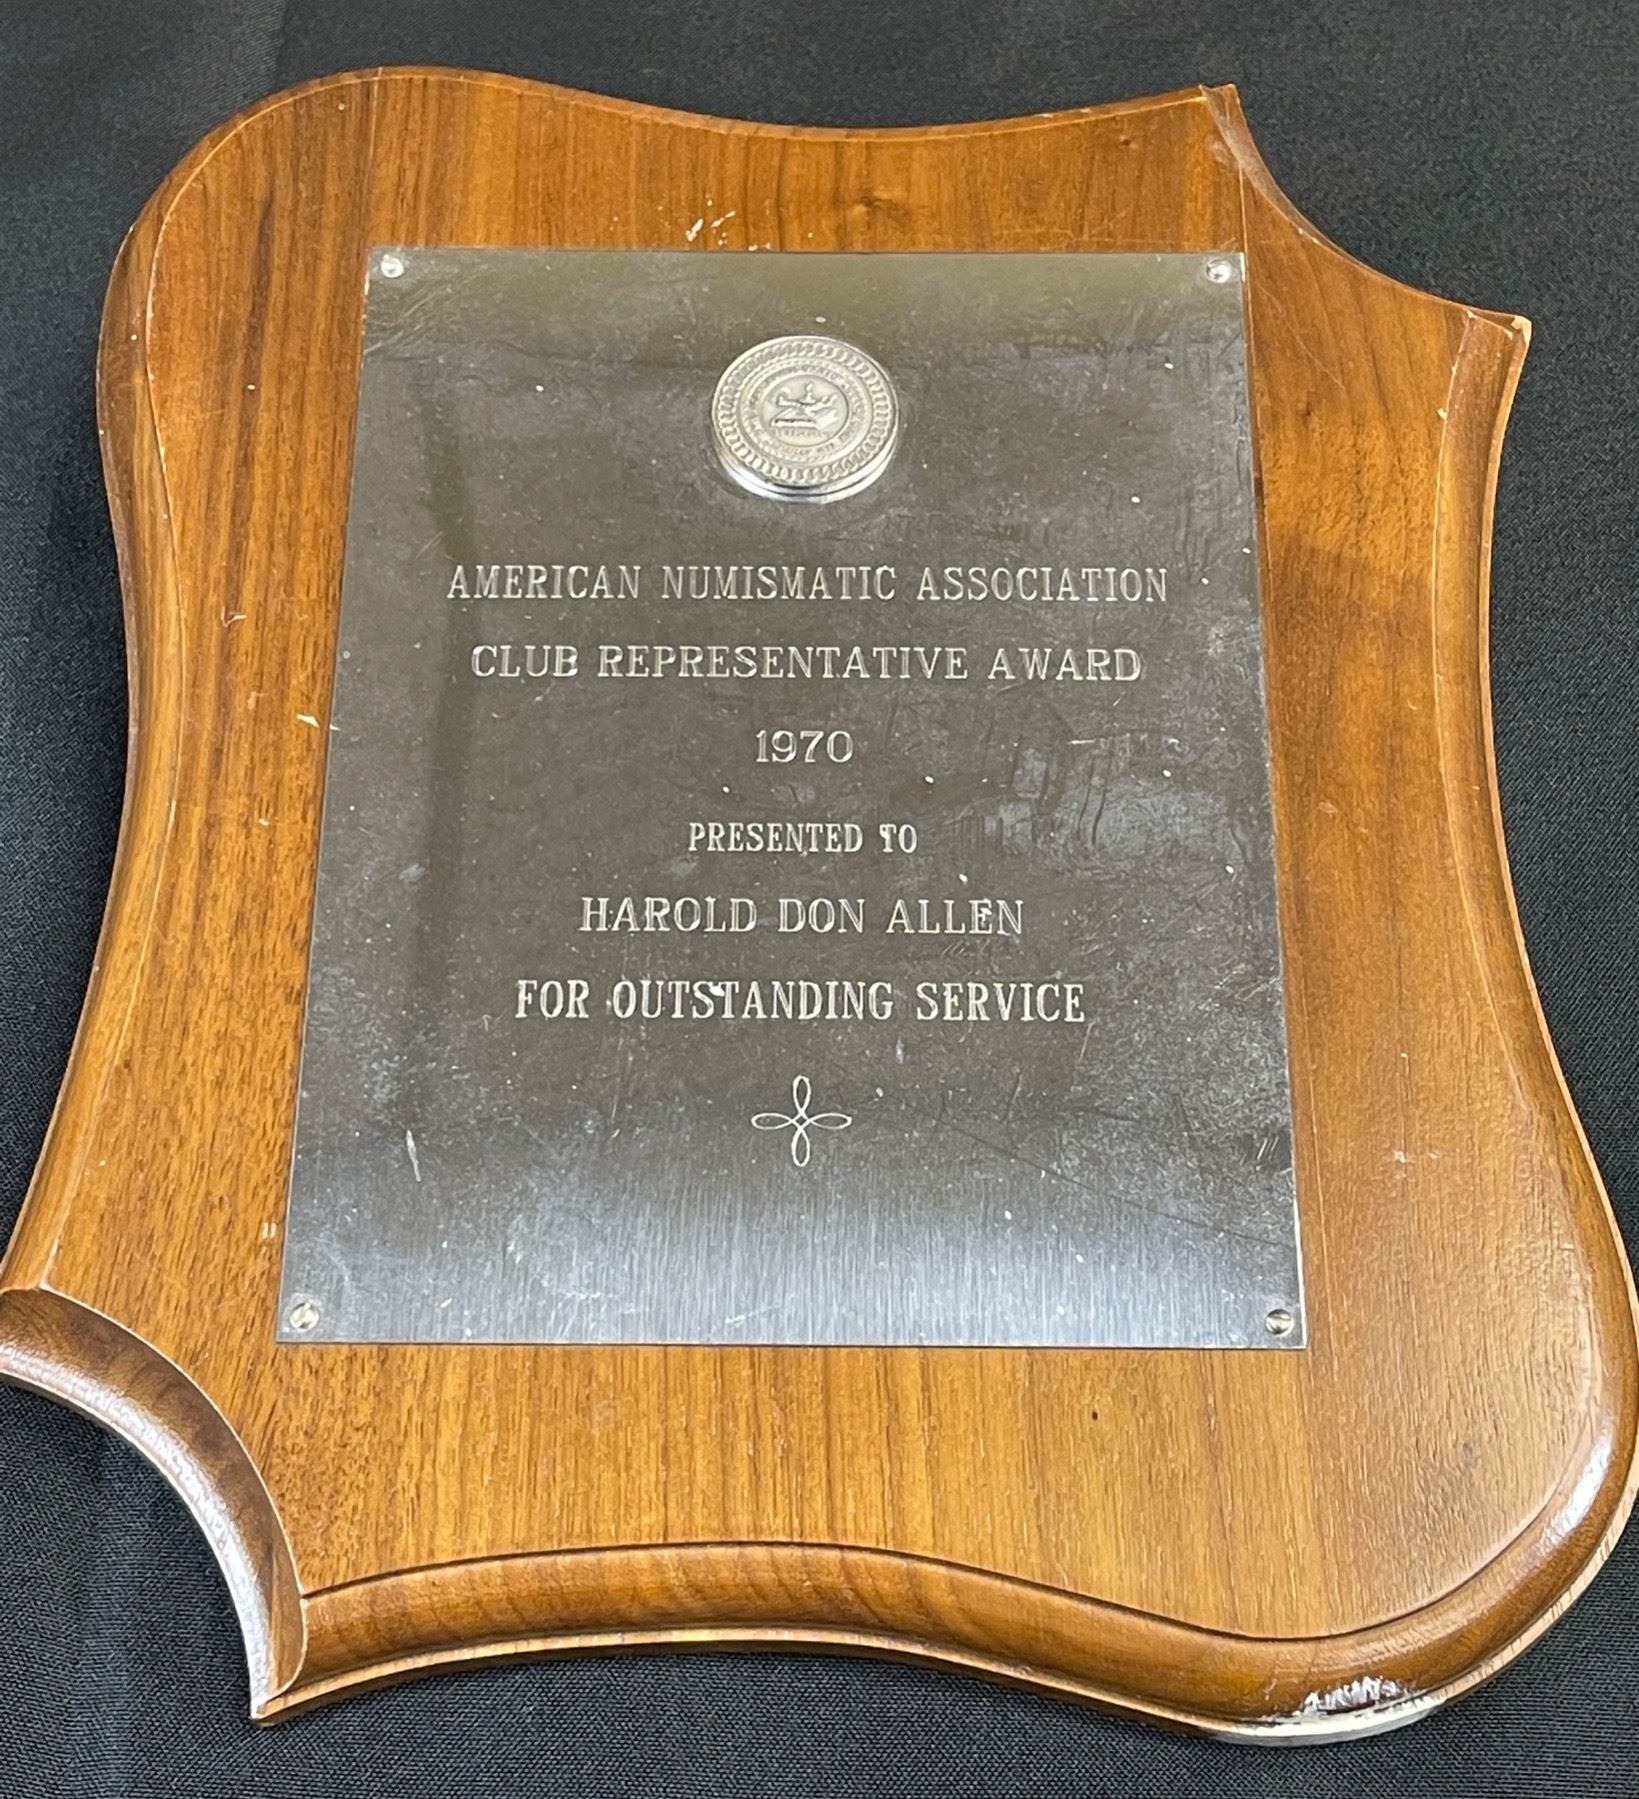 AMERICAN NUMISMATIC ASSOCIATION
CLUB REPRESENTATIVE AWARD
1970
PRESENTED TO
HAROLD DON ALLEN
FOR OUTSTANDING SERVICE